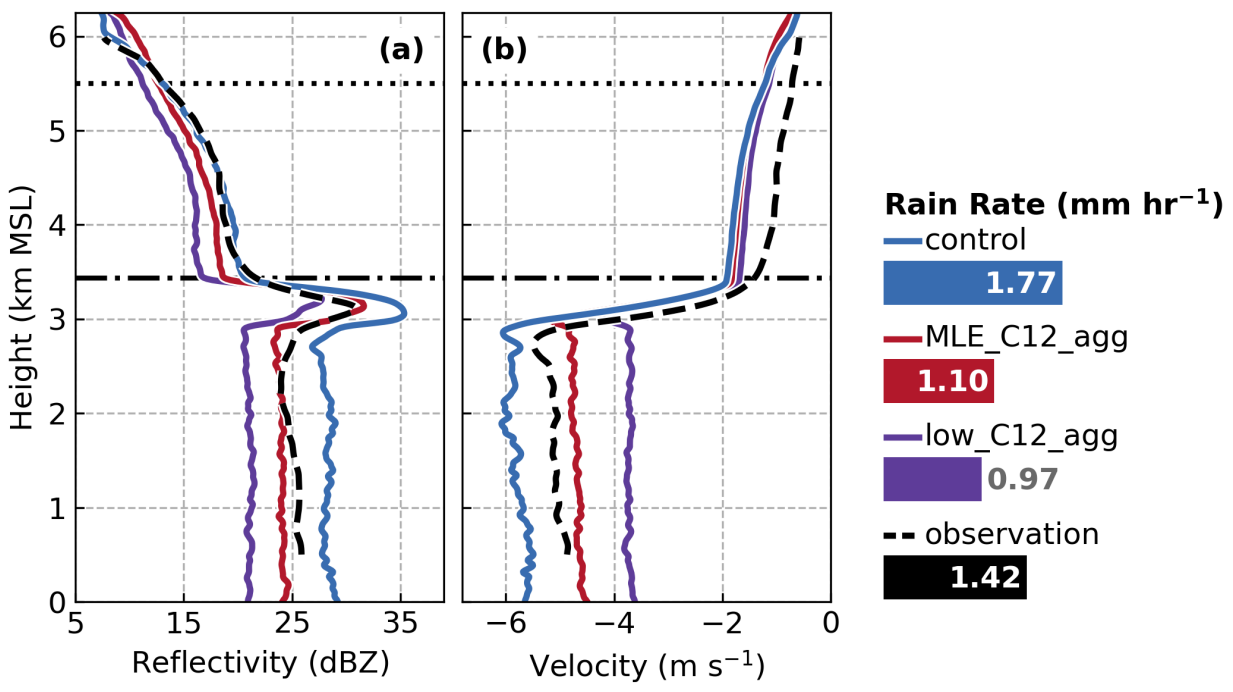 (a)
(b)
6
5
4
3
2
1
0
Height (km MSL)
5
15
25
35
Reflectivity (dBZ)
−6
−4
−2
0
Velocity (m s−1)
Rain Rate (mm hr−1)
control
1.77
MLE_C12_agg
1.10
low_C12_agg
0.97
observation
1.42